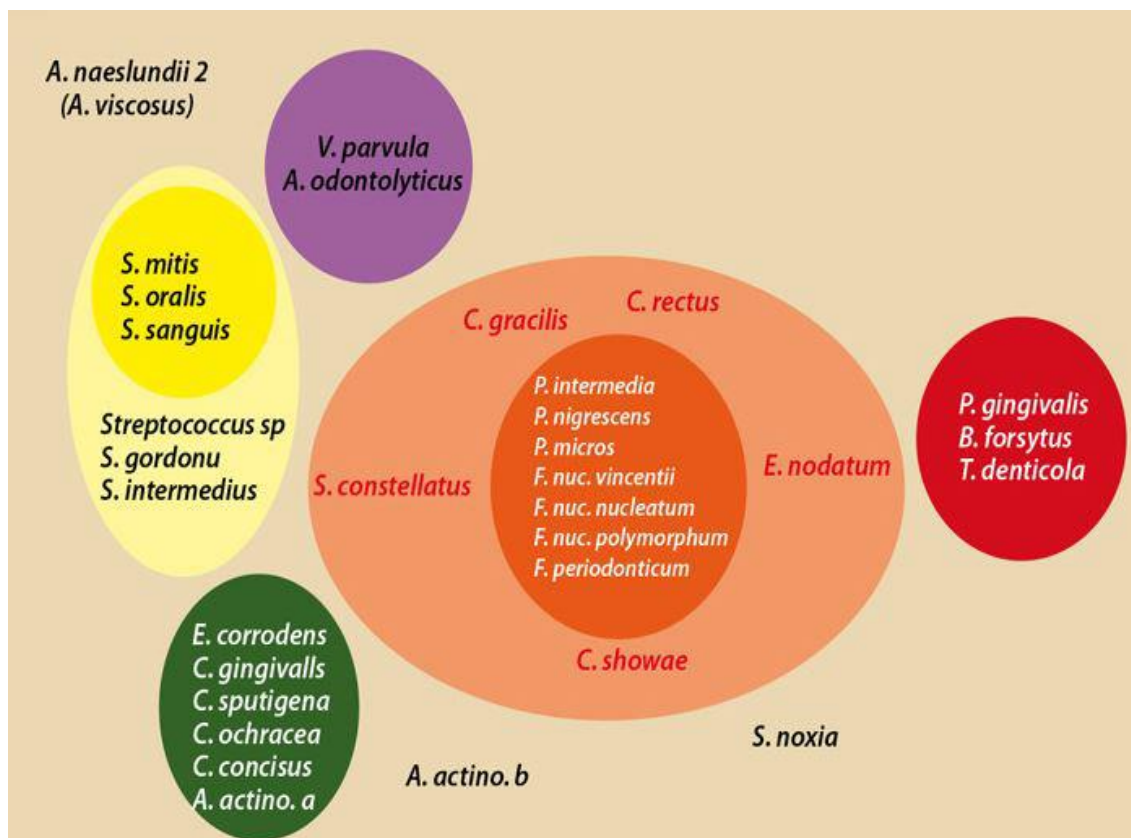 A. naeslundii 2
(A. viscosus)
V. parvula
A. odontolyticus
S. mitis
S. oralis
S. sanguis
Streptococcus sp
S. gordonu
S. intermedius
C. gracilis
C. rectus
S. constellatus
E. nodatum
C. showae
P. intermedia
P. nigrescens
P. micros
F. nuc. vincentii
F. nuc. nucleatum
F. nuc. polymorphum
F. periodonticum
P. gingivalis
B. forsytus
T. denticola
E. corrodens
C. gingivalls
C. sputigena
C. ochracea
C. concisus
A. actino. a
A. actino. b
S. noxia